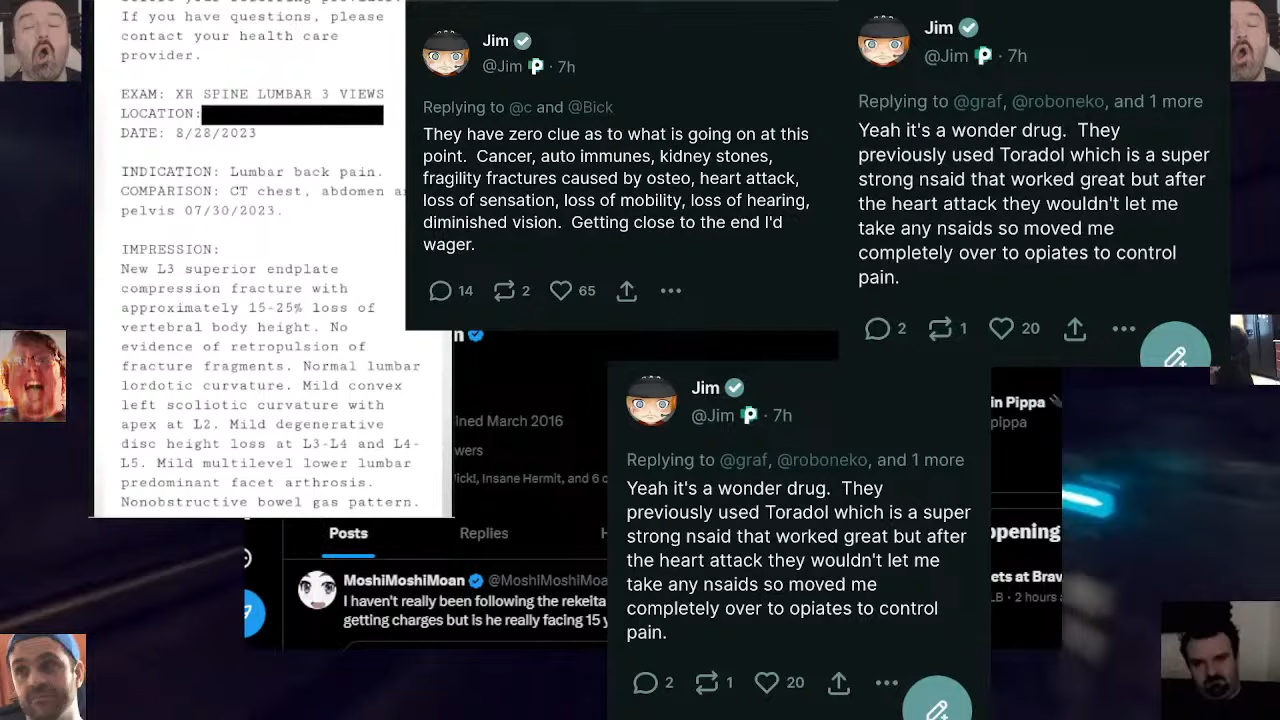 If you have questions, please
contact your health care
provider.
EXAM: XR SPINE LUMBAR 3 VIEWS
LOCATION:
DATE: 8/28/2023
INDICATION: Lumbar back pain.
COMPARISON: CT chest, abdomen
pelvis 07/30/2023.
IMPRESSION:
New L3 superior endplate
compression fracture with
approximately 15-25% loss of
vertebral body height. No
evidence of retropulsion of
fracture fragments. Normal lumbar
lordotic curvature. Mild convex
left scoliotic curvature with
apex at L2. Mild degenerative
disc height loss at L3-L4 and L4-
L5. Mild multilevel lower lumbar
predominant facet arthrosis.
Nonobstructive bowel gas pattern.
Jim
@Jim · 7h
Replying to @c and @Bick
They have zero clue as to what is going on at this
point. Cancer, auto immunes, kidney stones,
fragility fractures caused by osteo, heart attack,
loss of sensation, loss of mobility, loss of hearing,
diminished vision. Getting close to the end I'd
wager.
14 2 65
Jim
@Jim · 7h
Replying to @graf, @roboneko, and 1 more
Yeah it's a wonder drug. They
previously used Toradol which is a super
strong nsaid that worked great but after
the heart attack they wouldn't let me
take any nsaids so moved me
completely over to opiates to control
pain.
2 1 20
ined March 2016
wers
Vickt, Insane Hermit, and 6
Posts Replies
MoshiMoshiMoan @MoshiMoshiMoa
I haven't really been following the rekeita
getting charges but is he really facing 15 y
Jim
@Jim · 7h
Replying to @graf, @roboneko, and 1 more
Yeah it's a wonder drug. They
previously used Toradol which is a super
strong nsaid that worked great but after
the heart attack they wouldn't let me
take any nsaids so moved me
completely over to opiates to control
pain.
2 1 20
in Pippa
pippa
ppening
ets at Brav
LB · 2 hours